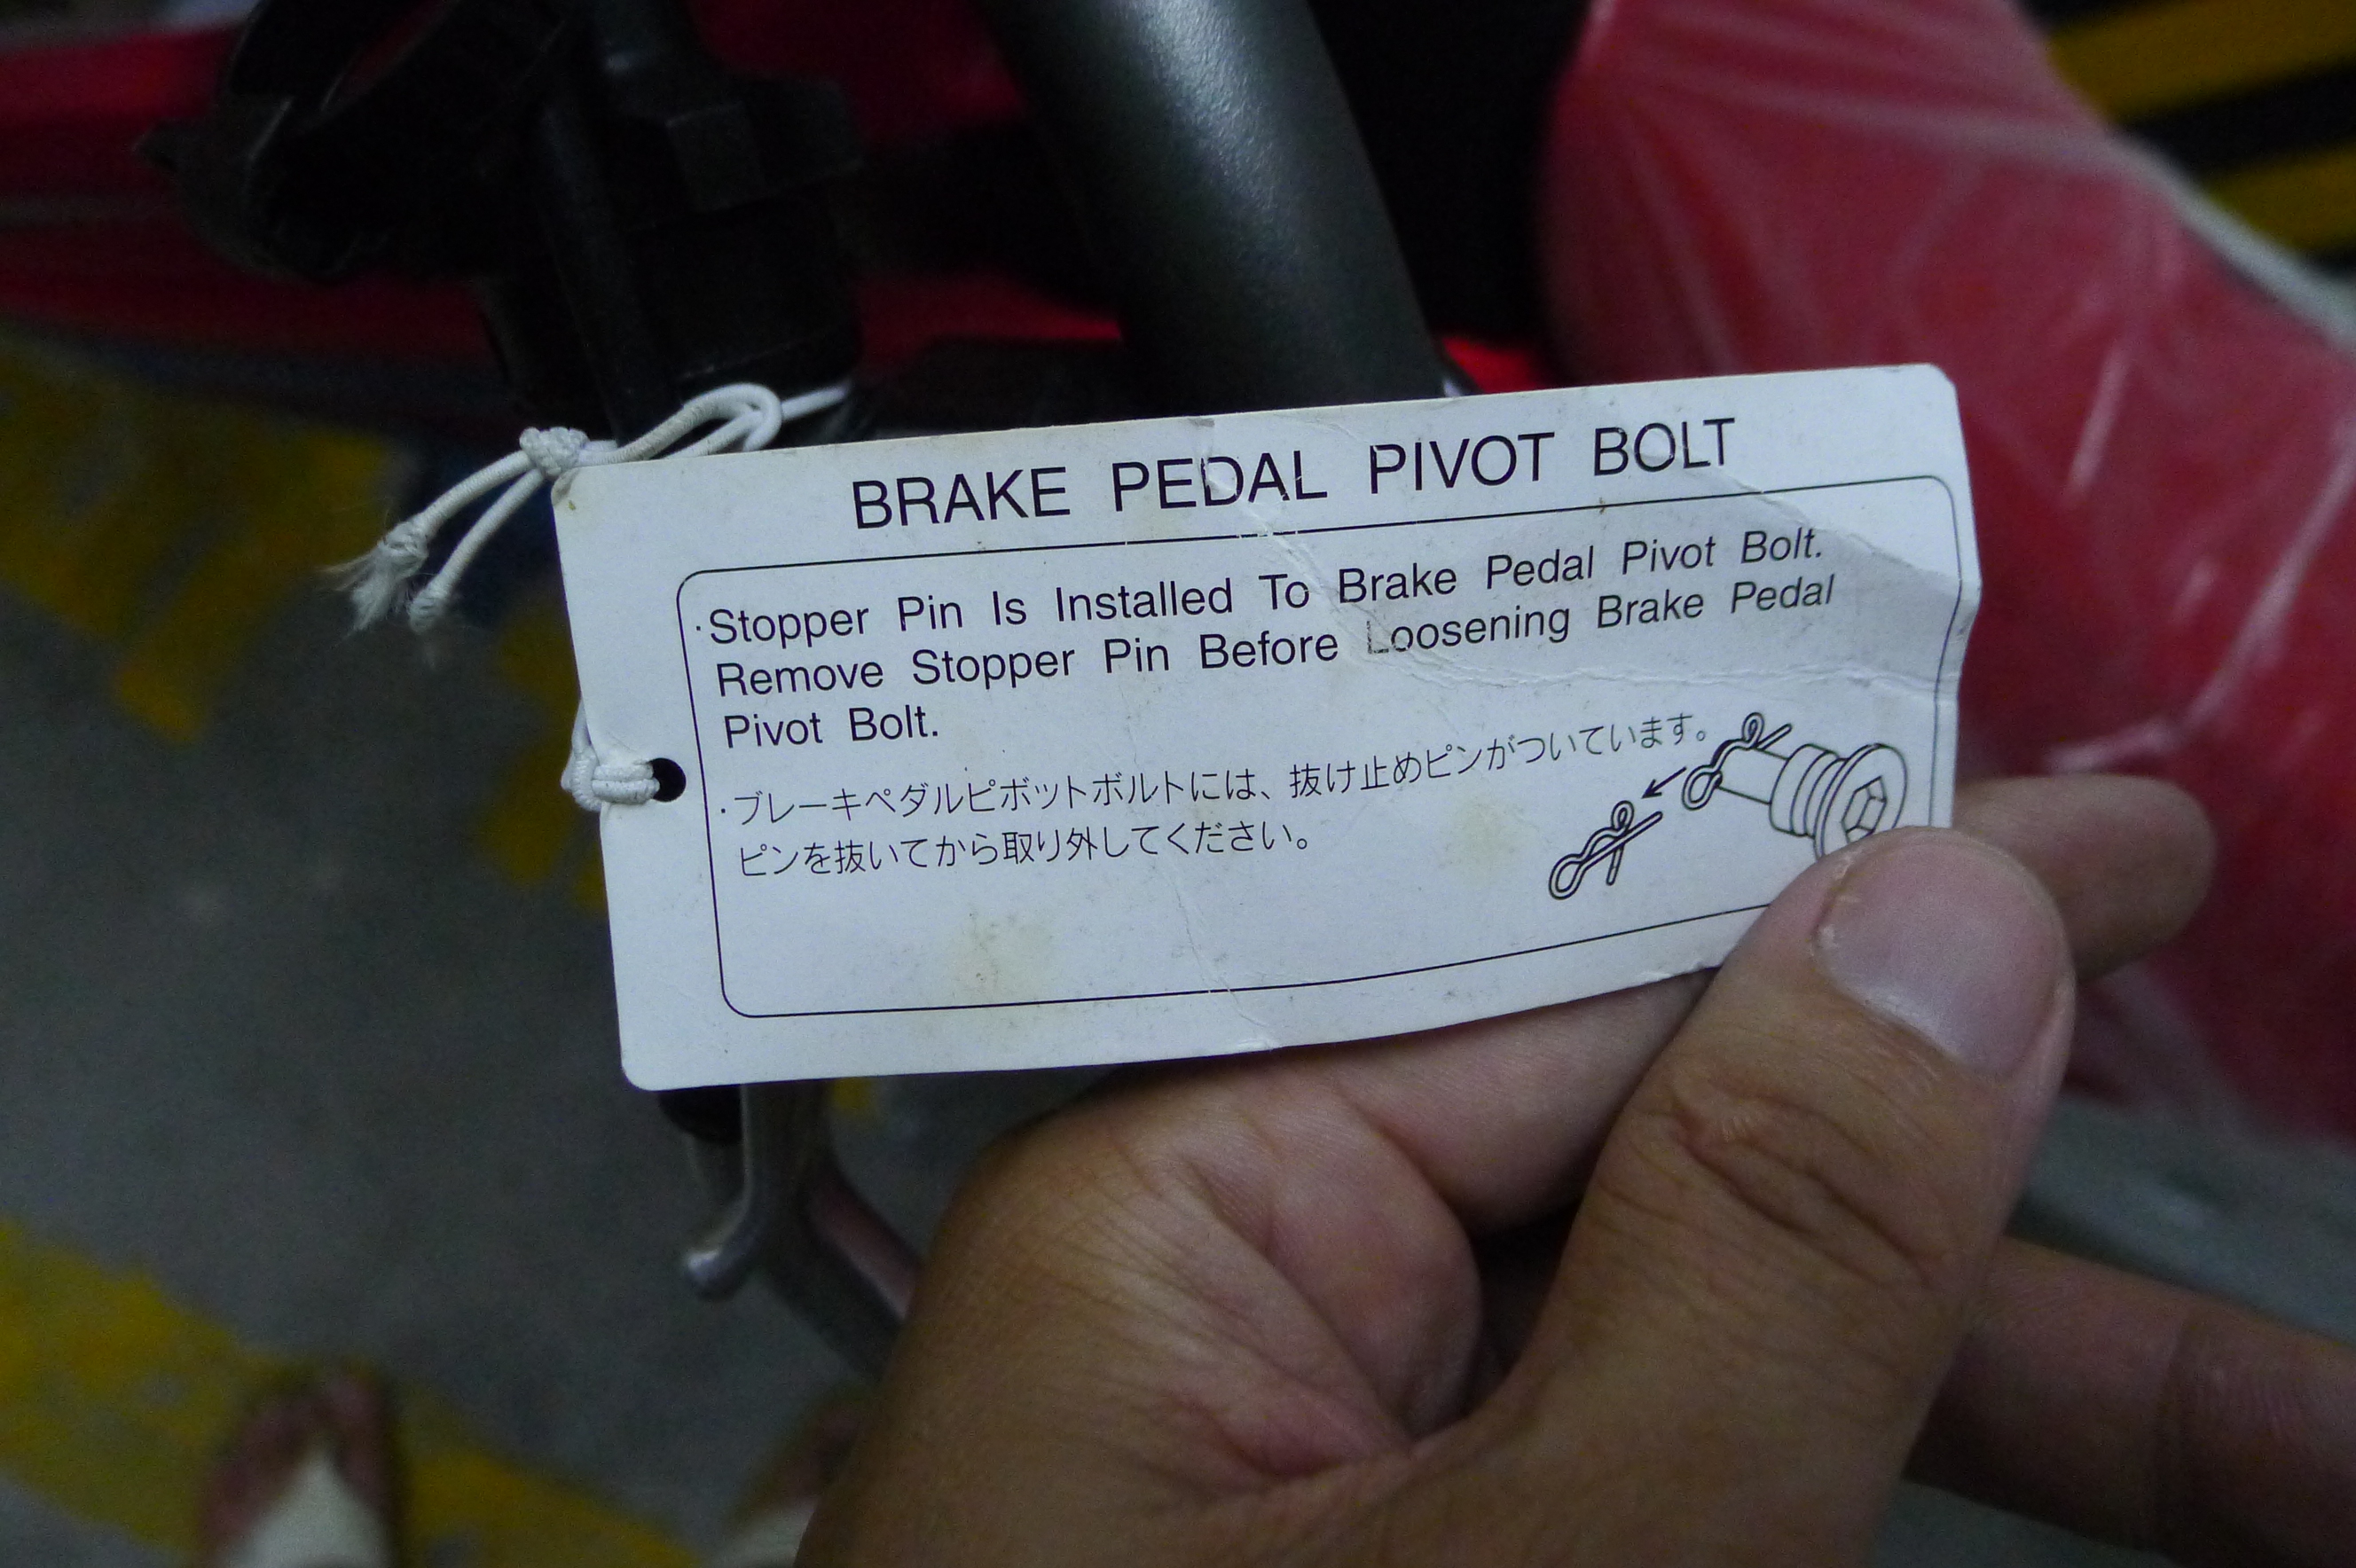 BRAKE PEDAL PIVOT BOLT
·Stopper Pin Is Installed To Brake Pedal Pivot Bolt.
Remove Stopper Pin Before Loosening Brake Pedal
Pivot Bolt.
·ブレーキペダルピボットボルトには、抜け止めピンがついています。
ピンを抜いてから取り外してください。